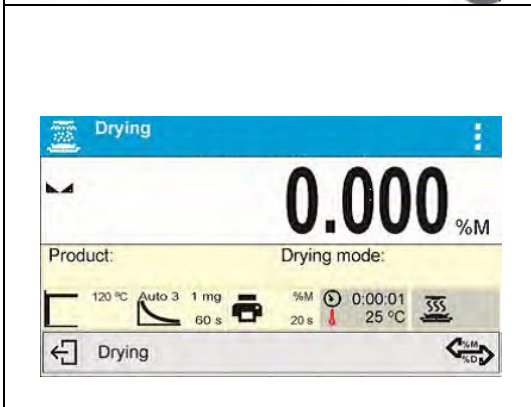 Drying
0.000 %M
Product: Drying mode:
120 °C Auto 3 1 mg %M 0:00:01
60 s 20 s 25 °C
Drying %M
%D